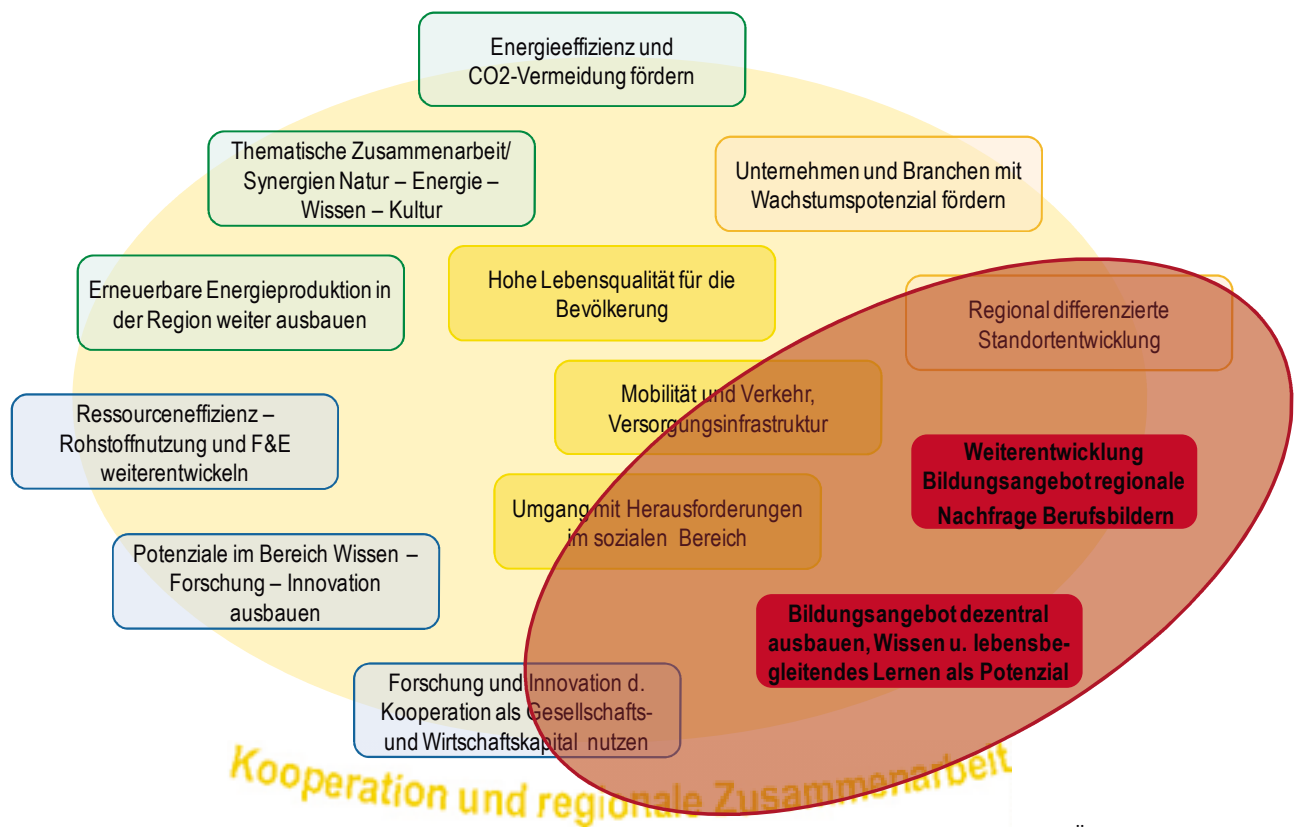 Energieeffizienz und
CO2-Vermeidung fördern
Thematische Zusammenarbeit/
Synergien Natur – Energie –
Wissen – Kultur
Unternehmen und Branchen mit
Wachstumspotenzial fördern
Hohe Lebensqualität für die
Bevölkerung
Erneuerbare Energieproduktion in
der Region weiter ausbauen
Regional differenzierte
Standortentwicklung
Mobilität und Verkehr,
Versorgungsinfrastruktur
Ressourceneffizienz –
Rohstoffnutzung und F&E
weiterentwickeln
Weiterentwicklung
Bildungsangebot regionale
Nachfrage Berufsbildern
Umgang mit Herausforderungen
im sozialen Bereich
Potenziale im Bereich Wissen –
Forschung – Innovation
ausbauen
Bildungsangebot dezentral
ausbauen, Wissen u. lebensbe-
gleitendes Lernen als Potenzial
Forschung und Innovation d.
Kooperation als Gesellschafts-
und Wirtschaftskapital nutzen
Kooperation und regionale Zusammenarbeit